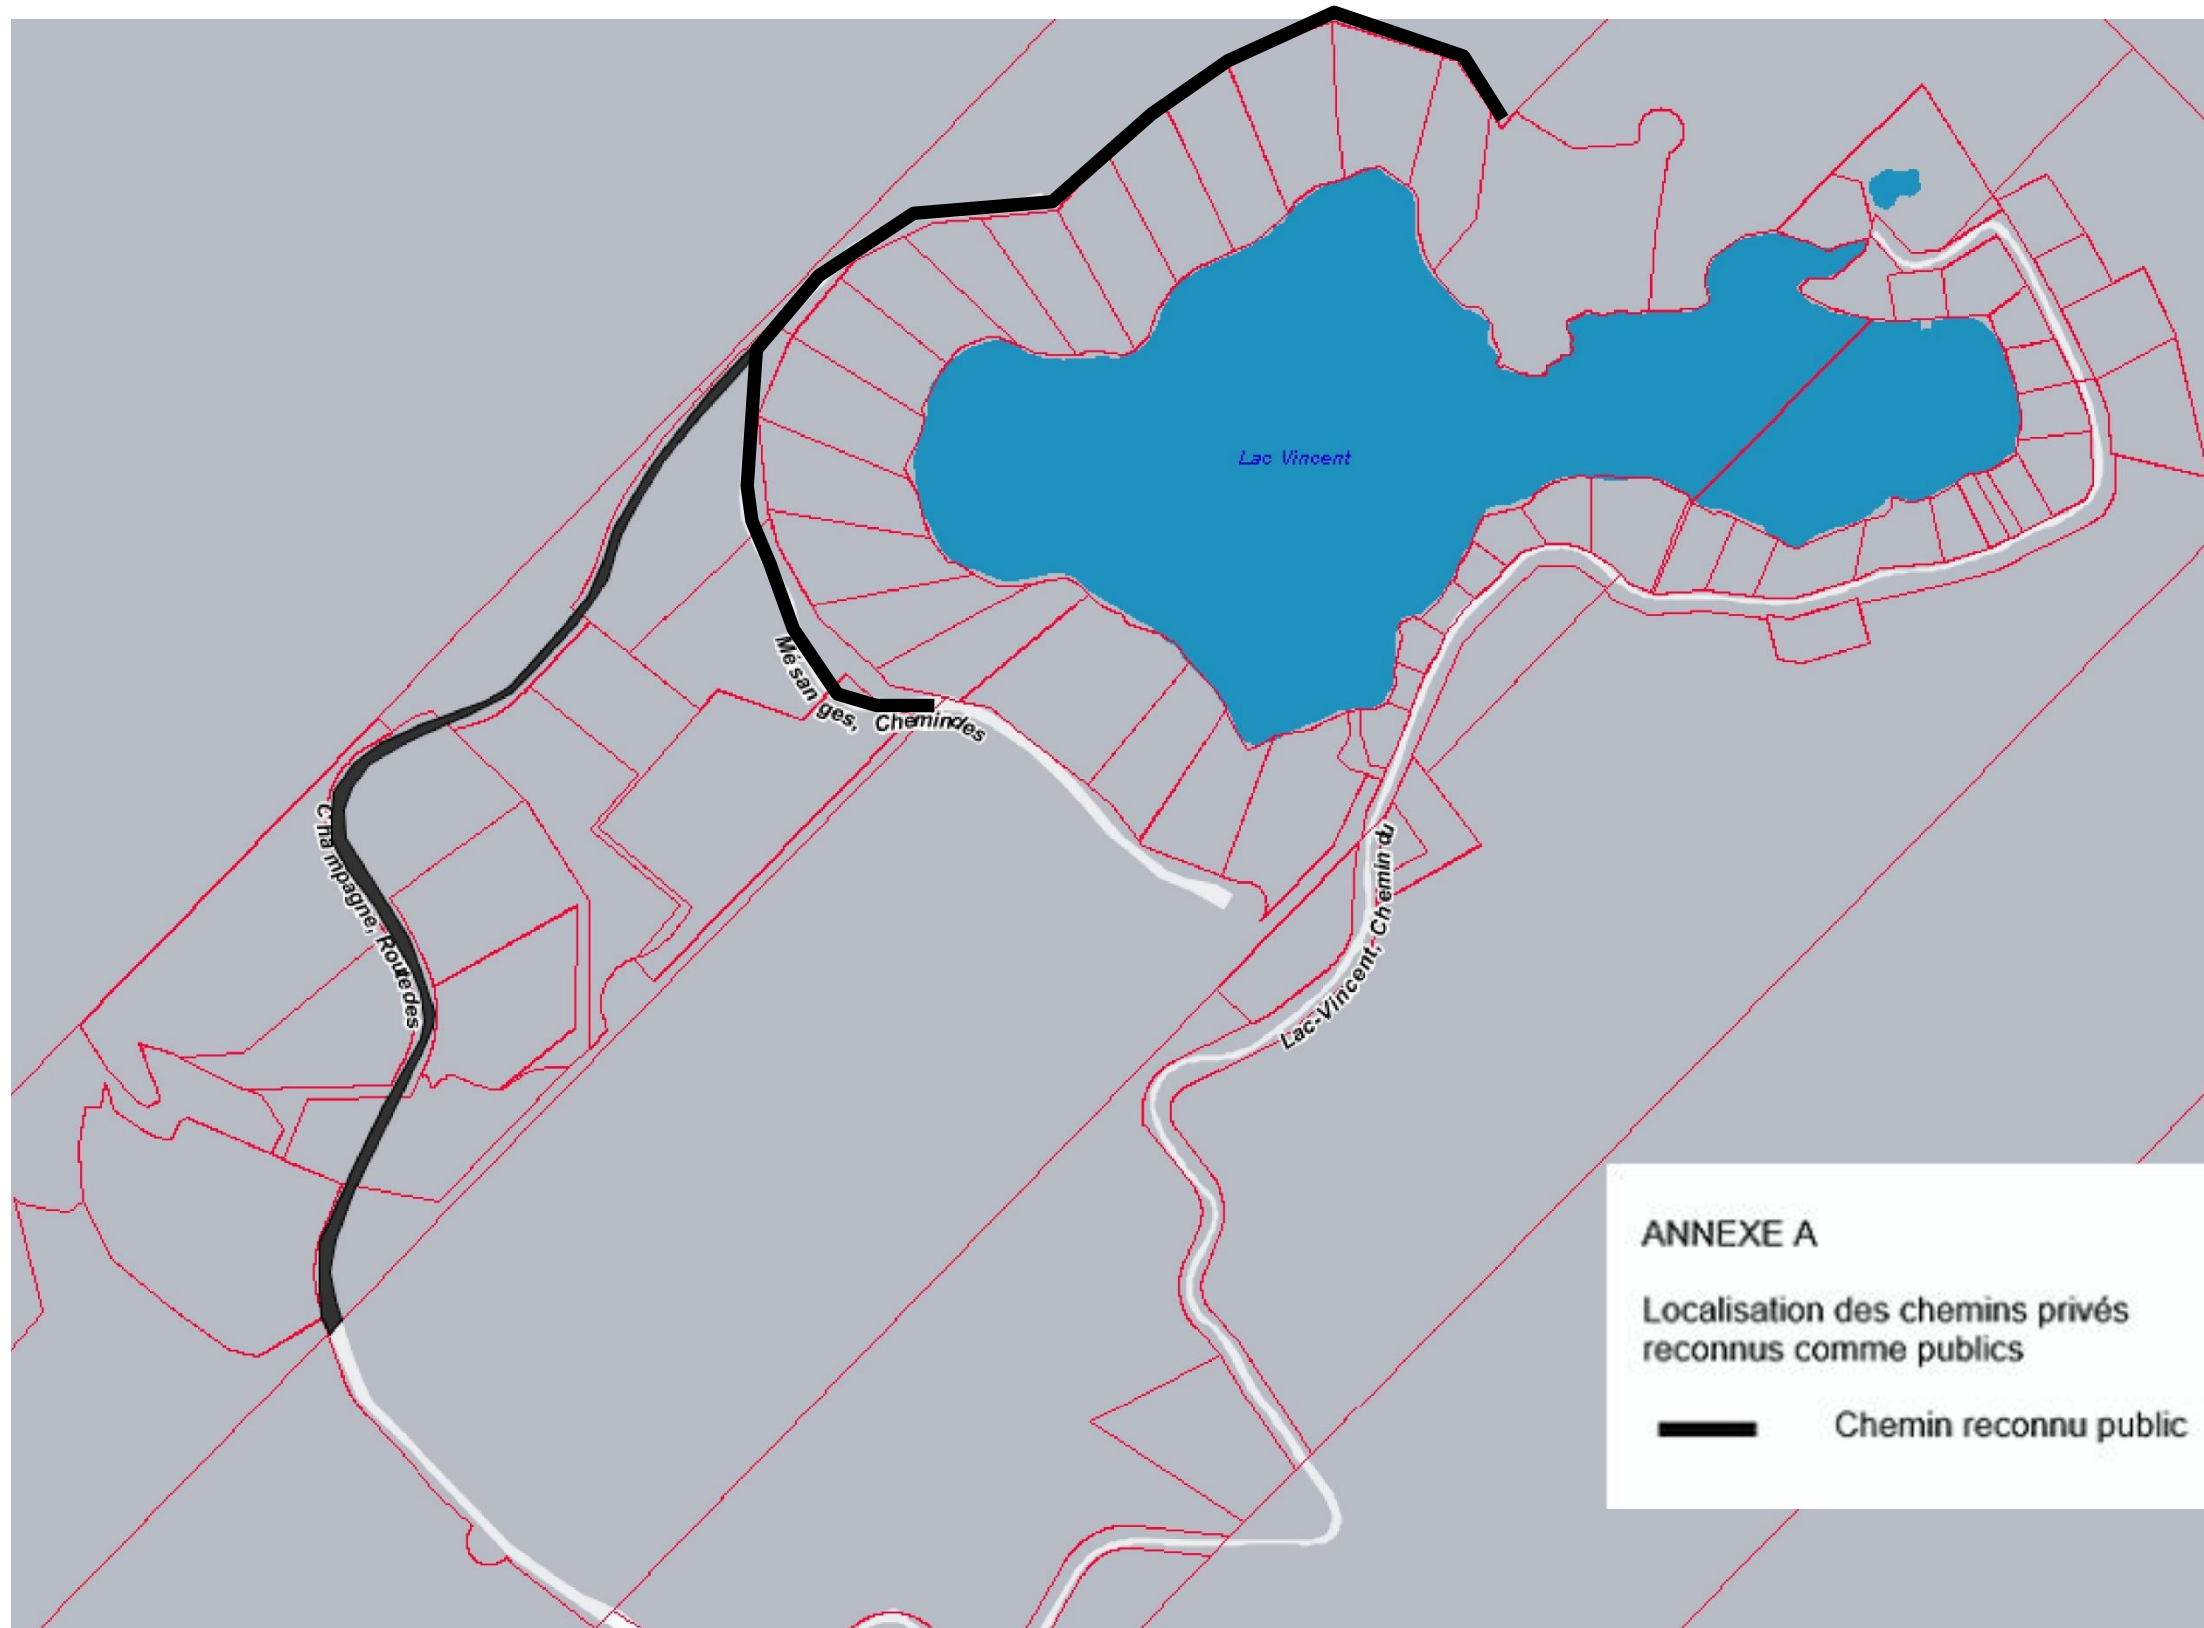 Lac Vincent
Mésanges, Chemin des
Champagne, Route des
Lac-Vincent, Chemin du
ANNEXE A
Localisation des chemins privés
reconnus comme publics
Chemin reconnu public